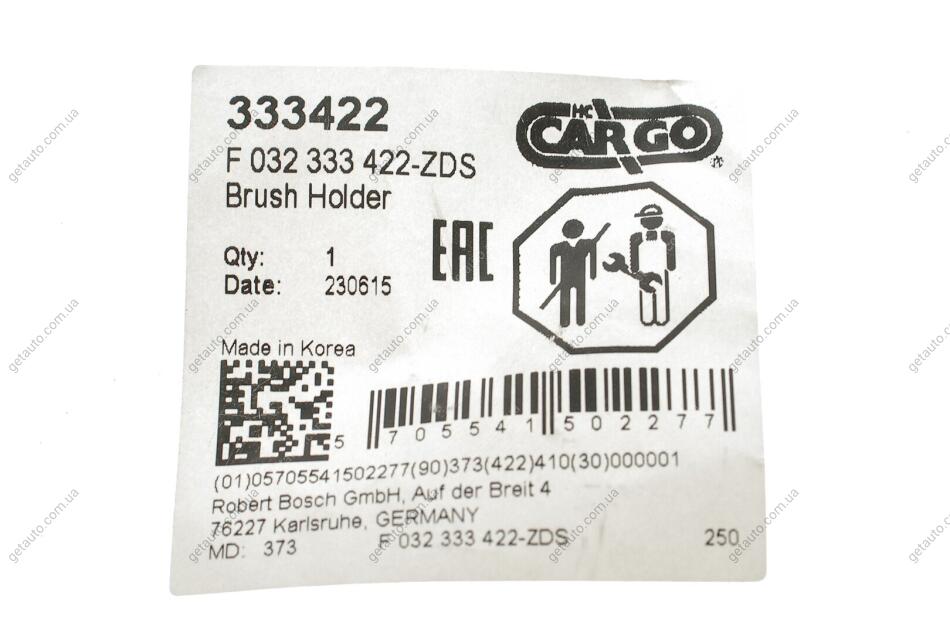 333422
HC
CARGO
F 032 333 422-ZDS
Brush Holder
EAC
Qty: 1
Date: 230615
Made in Korea
5 705541 502277
(01)05705541502277(90)373(422)410(30)000001
Robert Bosch GmbH, Auf der Breit 4
76227 Karlsruhe, GERMANY
MD: 373 F 032 333 422-ZDS 250
getauto.com.ua